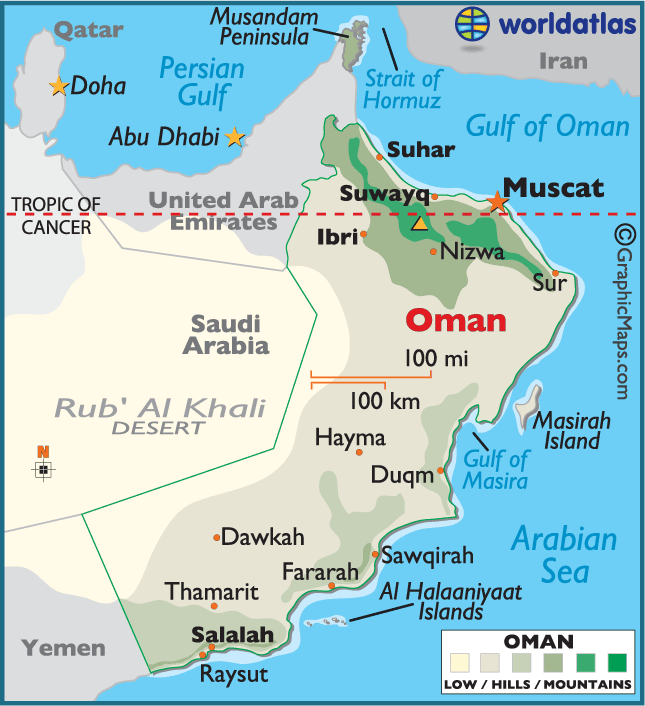 Musandam
Peninsula
worldatlas
Qatar
Iran
Persian
Gulf
Strait of
Hormuz
Doha
Gulf of Oman
Abu Dhabi
Suhar
Muscat
Suwayq
United Arab
Emirates
TROPIC OF
CANCER
Ibri
Nizwa
Sur
© GraphicMaps.com
Oman
Saudi
Arabia
100 mi
100 km
Rub' Al Khali
DESERT
Masirah
Island
Hayma
N
Gulf of
Masira
Duqm
Dawkah
Arabian
Sea
Sawqirah
Fararah
Thamarit
Al Halaaniyaat
Islands
Salalah
Yemen
Raysut
OMAN
LOW / HILLS / MOUNTAINS